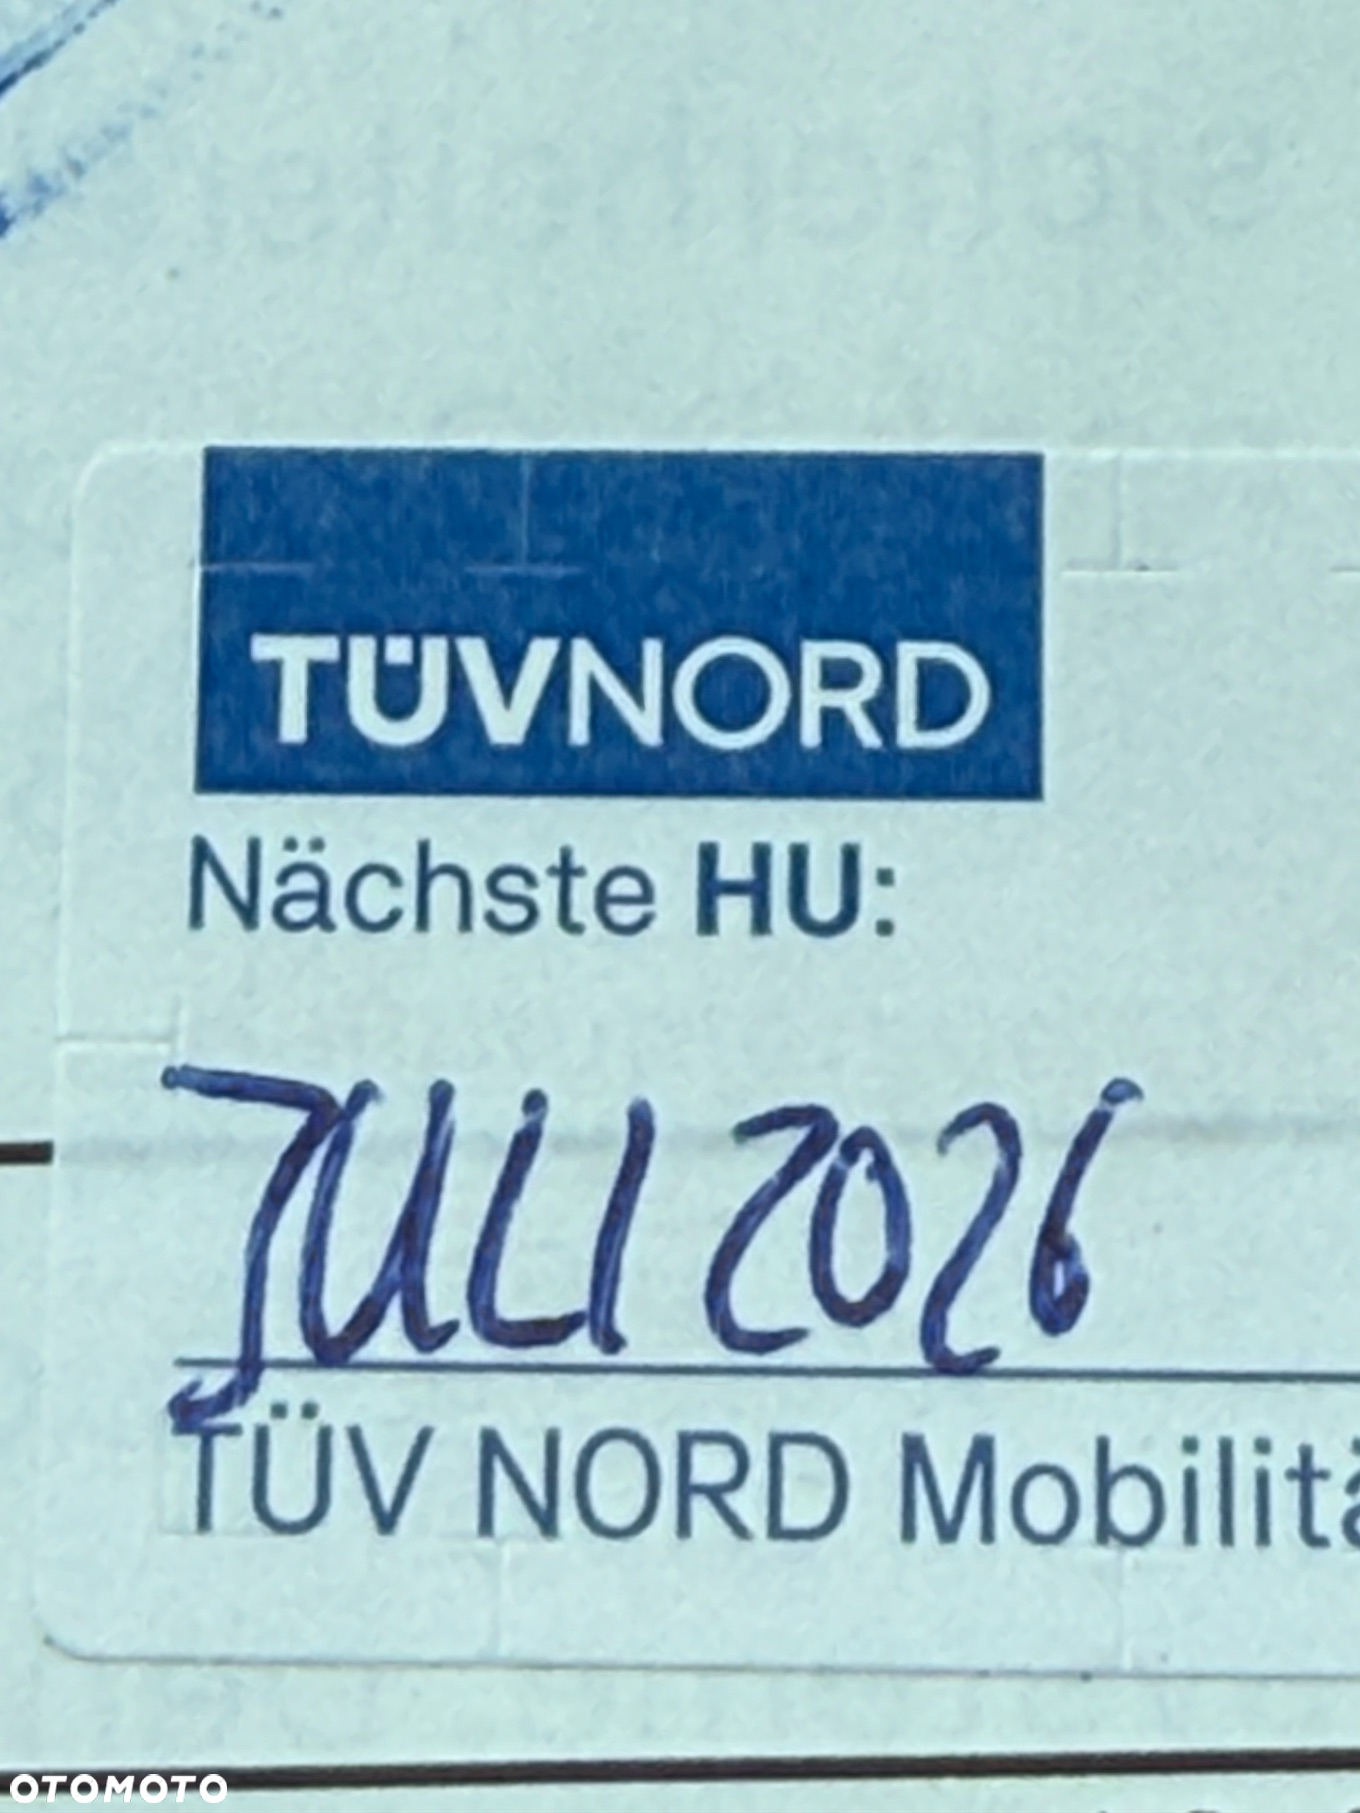 TÜVNORD
Nächste HU:
JULI 2026
TÜV NORD Mobilitä
OTOMOTO